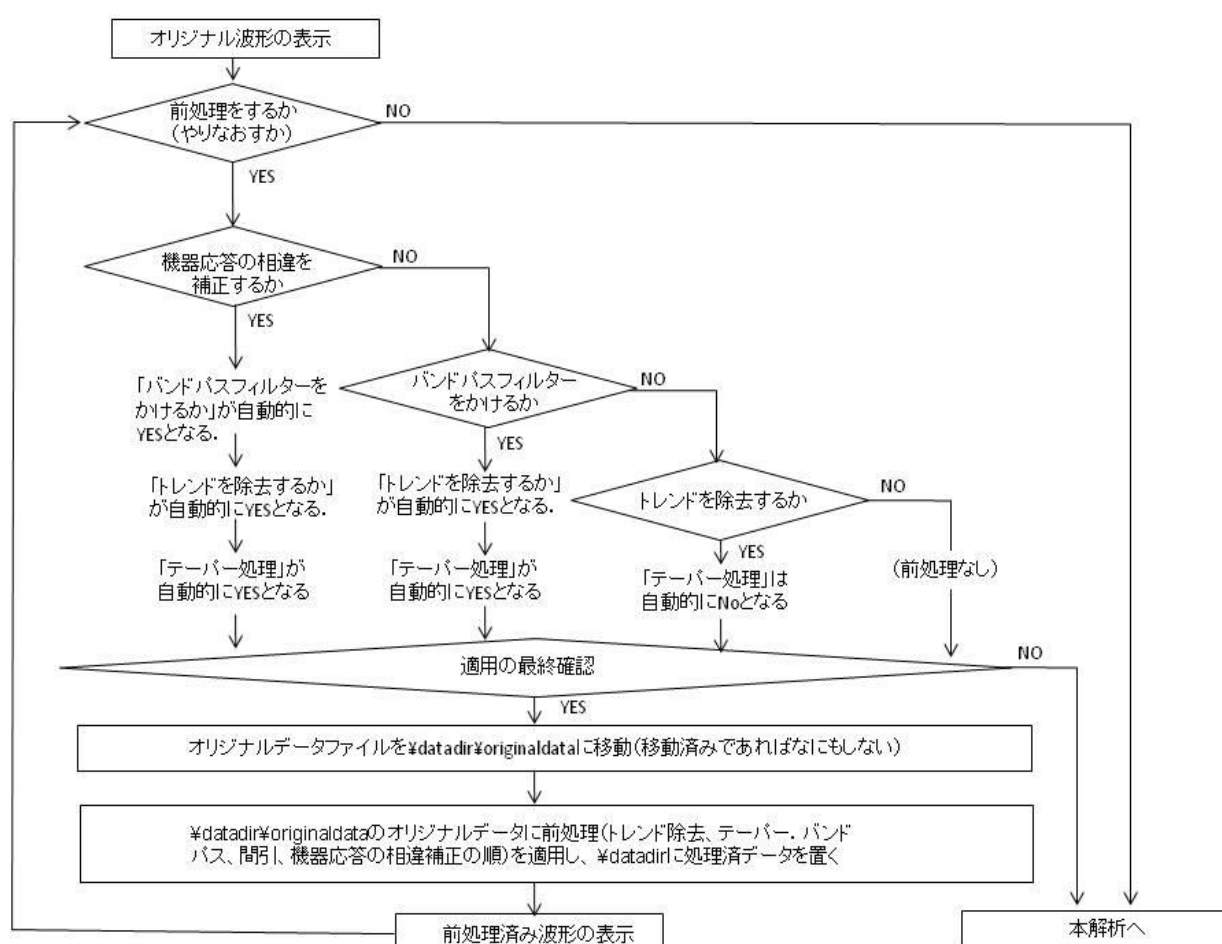 オリジナル波形の表示
前処理をするか
(やりなおすか)
NO
YES
機器応答の相違を
補正するか
NO
YES
「バンドパスフィルターを
かけるか」が自動的に
YESとなる.
バンドパスフィルター
をかけるか
NO
YES
「トレンドを除去するか」
が自動的にYESとなる.
「トレンドを除去するか」
が自動的にYESとなる.
トレンドを除去するか
NO
YES
「テーパー処理」が
自動的にYESとなる
「テーパー処理」が
自動的にYESとなる
「テーパー処理」は
自動的にNoとなる
(前処理なし)
適用の最終確認
NO
YES
オリジナルデータファイルを¥datadir¥originaldataに移動(移動済みであればなにもしない)
¥datadir¥originaldataのオリジナルデータに前処理(トレンド除去、テーパー．バンド
パス、間引、機器応答の相違補正の順)を適用し、¥datadirに処理済データを置く
前処理済み波形の表示
本解析へ